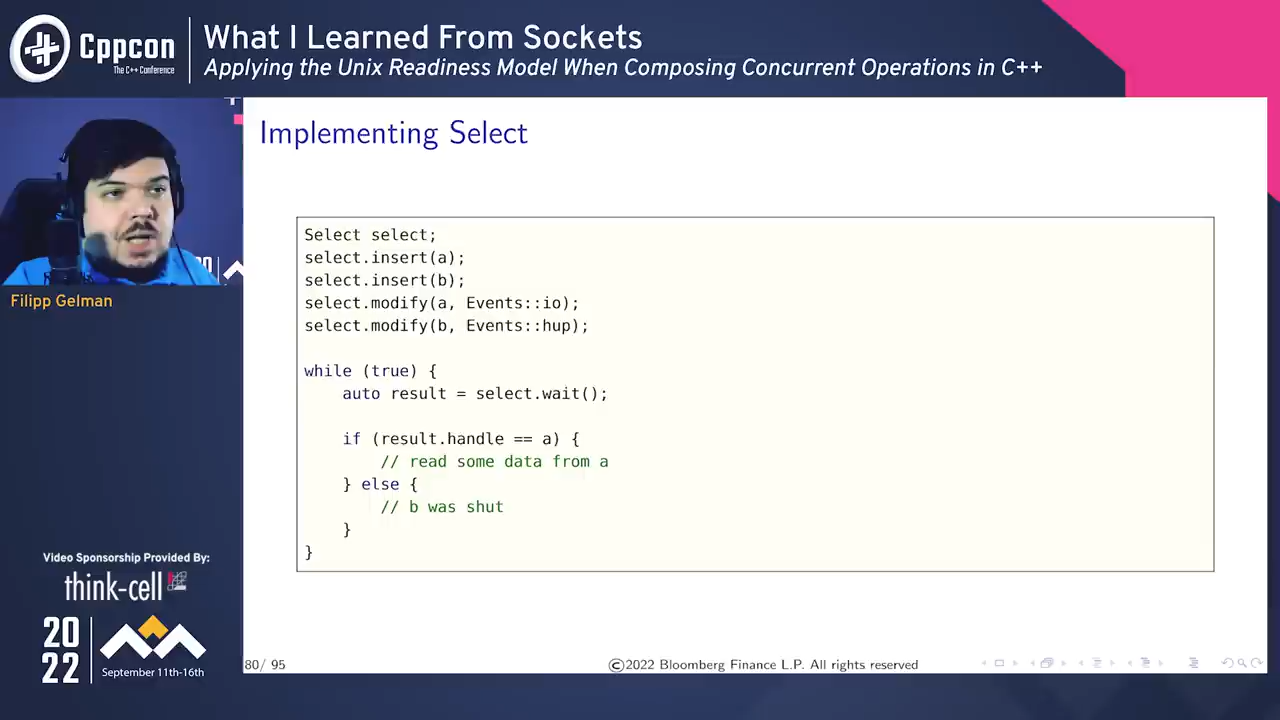 Cppcon
The C++ Conference
What I Learned From Sockets
Applying the Unix Readiness Model When Composing Concurrent Operations in C++
Filipp Gelman
Implementing Select
Select select;
select.insert(a);
select.insert(b);
select.modify(a, Events::io);
select.modify(b, Events::hup);
while (true) {
auto result = select.wait();
if (result.handle == a) {
// read some data from a
} else {
// b was shut
}
}
Video Sponsorship Provided By:
think-cell
20
22
September 11th-16th
80/ 95
©2022 Bloomberg Finance L.P. All rights reserved